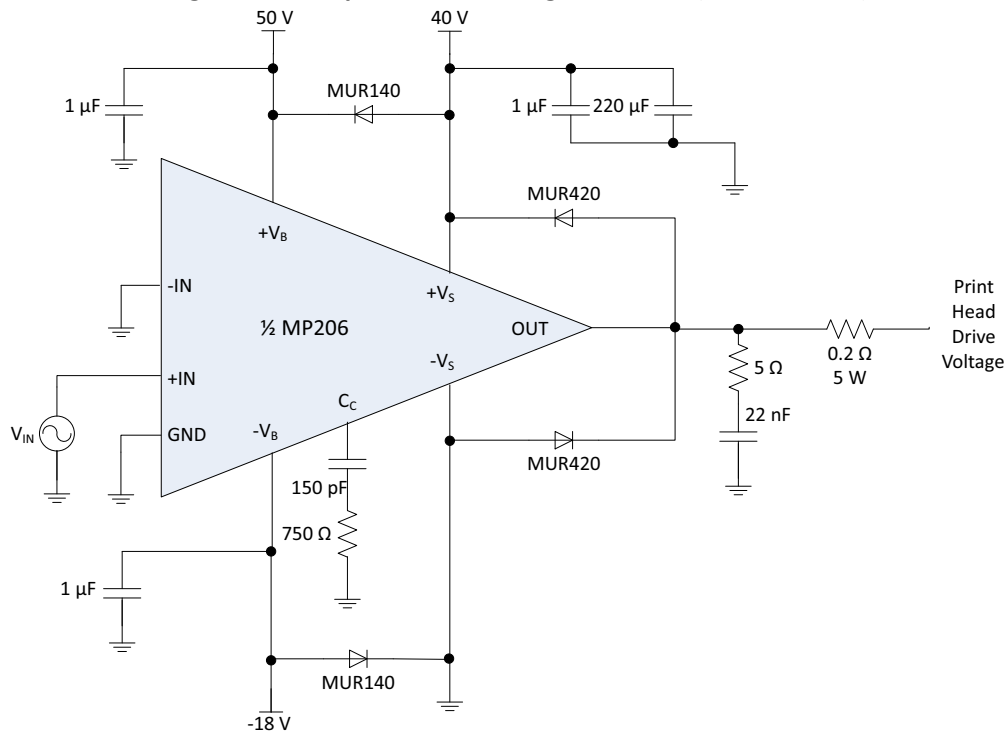 50 V
40 V
1 µF
MUR140
1 µF
220 µF
MUR420
+VB
-IN
+VS
½ MP206
OUT
-VS
+IN
CC
VIN
GND
-VB
Print
Head
Drive
Voltage
0.2 Ω
5 W
5 Ω
22 nF
MUR420
150 pF
750 Ω
1 µF
MUR140
-18 V